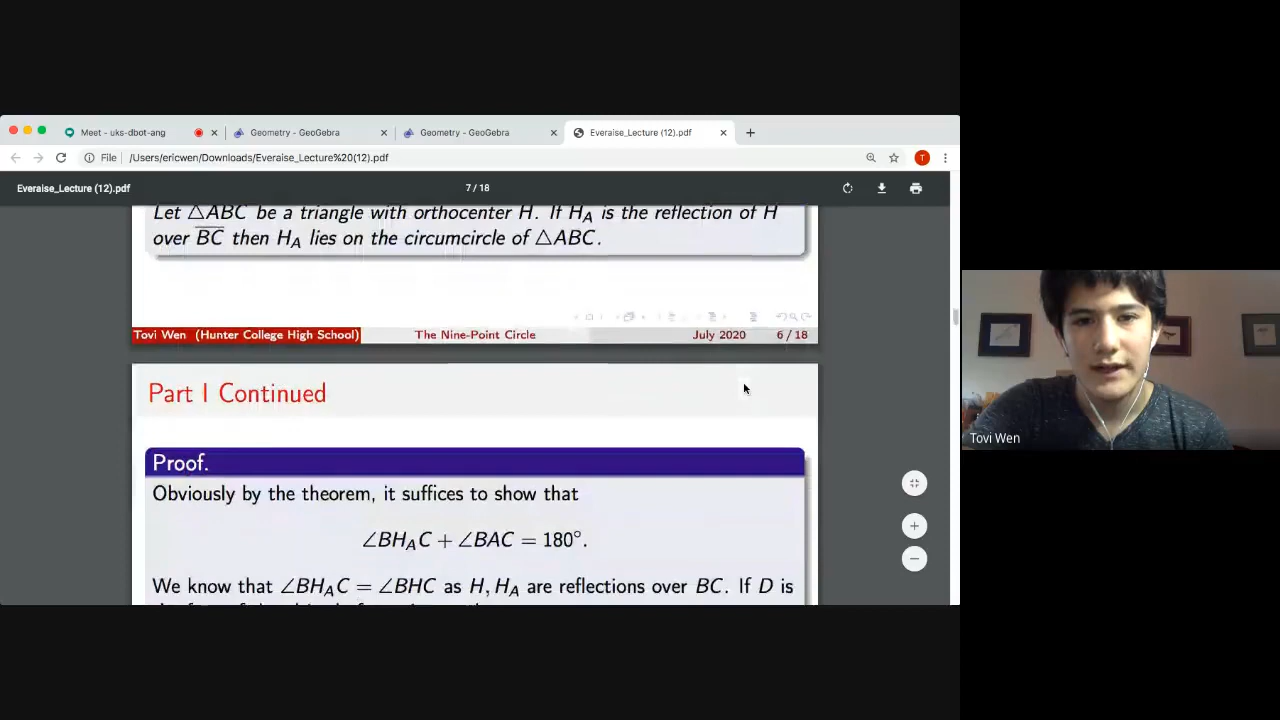 Meet - uks-dbot-ang
Geometry - GeoGebra
Geometry - GeoGebra
Everaise_Lecture (12).pdf
File | /Users/ericwen/Downloads/Everaise_Lecture%20(12).pdf
T
Everaise_Lecture (12).pdf
7 / 18
Let △ABC be a triangle with orthocenter H. If H_A is the reflection of H
over \overline{BC} then H_A lies on the circumcircle of △ABC.
Tovi Wen (Hunter College High School)
The Nine-Point Circle
July 2020
6 / 18
Part I Continued
Proof.
Obviously by the theorem, it suffices to show that
∠BH_AC + ∠BAC = 180°.
We know that ∠BH_AC = ∠BHC as H, H_A are reflections over BC. If D is
Tovi Wen